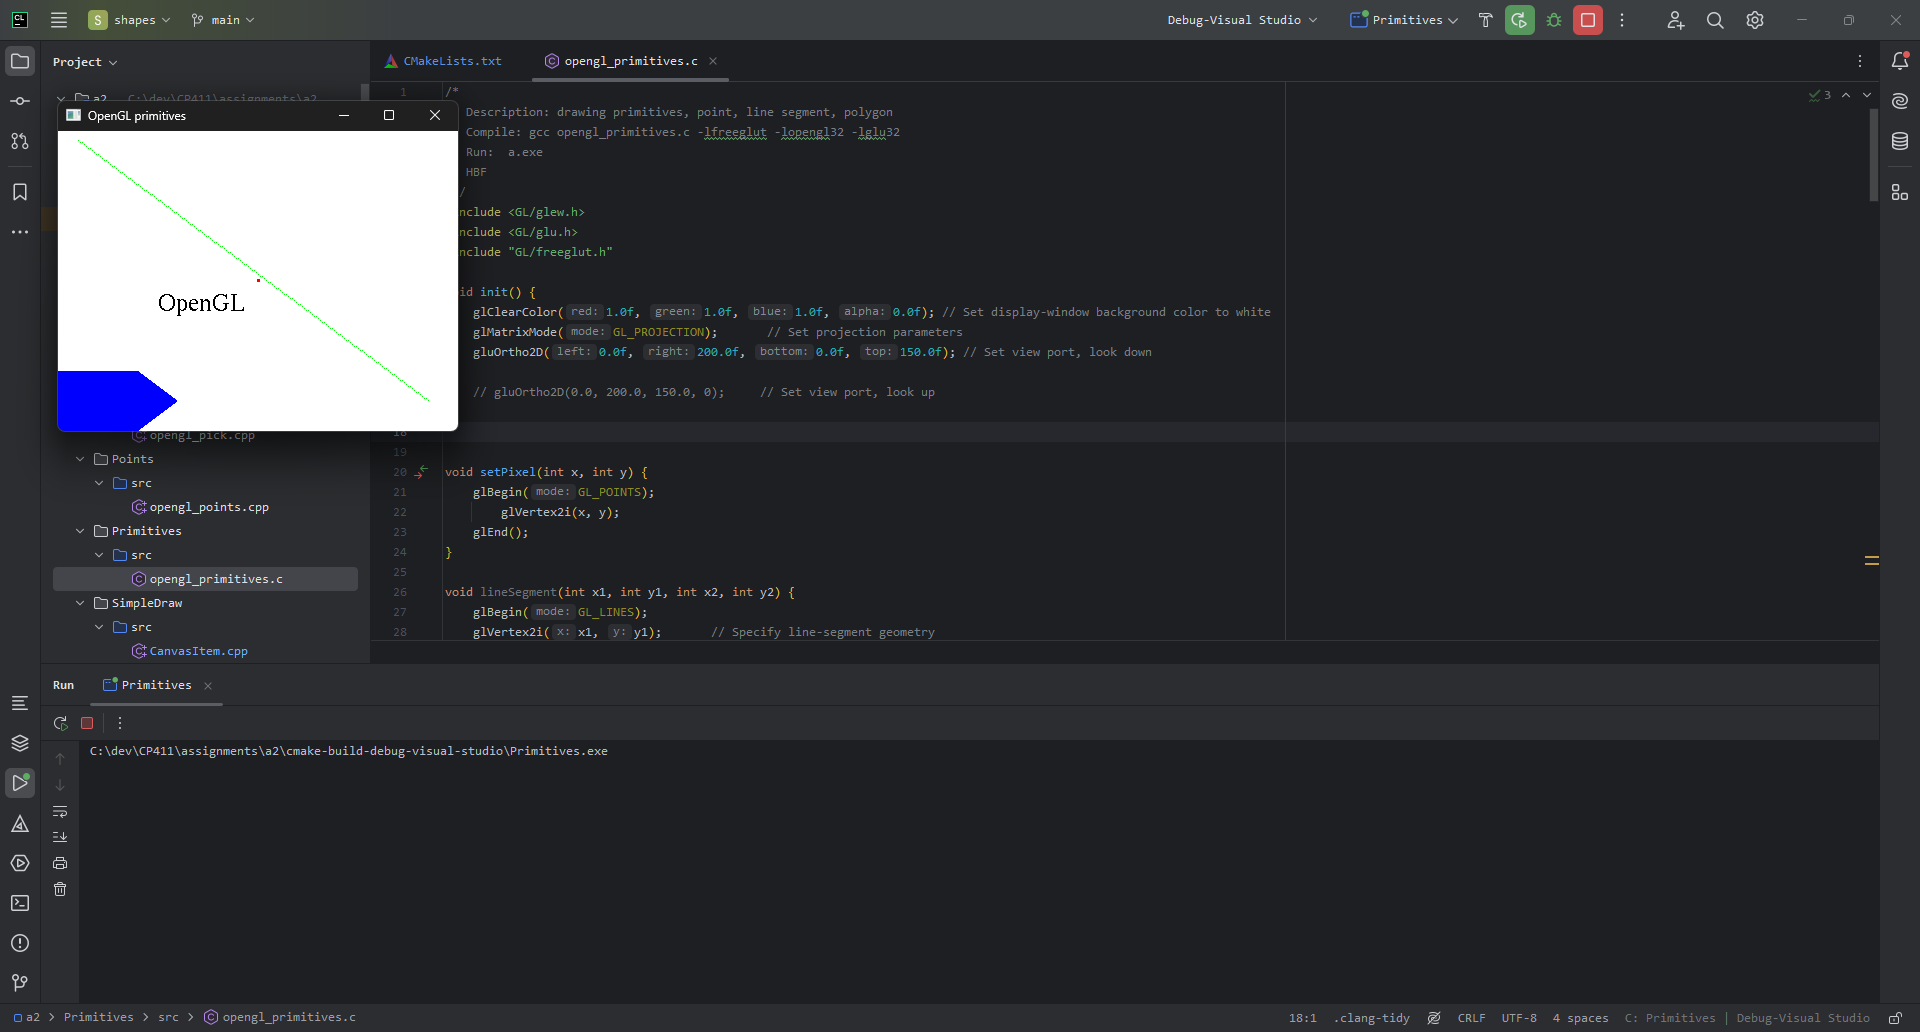 CL
S shapes
main
Debug-Visual Studio
Primitives
Project
CMakeLists.txt
opengl_primitives.c
a2 C:\dev\CP411\assignments\a2
OpenGL primitives
OpenGL
opengl_pick.cpp
Points
src
opengl_points.cpp
Primitives
src
opengl_primitives.c
SimpleDraw
src
CanvasItem.cpp
3
1 /*
Description: drawing primitives, point, line segment, polygon
Compile: gcc opengl_primitives.c -lfreeglut -lopengl32 -lglu32
Run: a.exe
HBF
/
nclude <GL/glew.h>
nclude <GL/glu.h>
nclude "GL/freeglut.h"
id init() {
glClearColor( red: 1.0f, green: 1.0f, blue: 1.0f, alpha: 0.0f); // Set display-window background color to white
glMatrixMode( mode: GL_PROJECTION); // Set projection parameters
gluOrtho2D( left: 0.0f, right: 200.0f, bottom: 0.0f, top: 150.0f); // Set view port, look down
// gluOrtho2D(0.0, 200.0, 150.0, 0); // Set view port, look up
18
19
20 void setPixel(int x, int y) {
21 glBegin( mode: GL_POINTS);
22 glVertex2i(x, y);
23 glEnd();
24 }
25
26 void lineSegment(int x1, int y1, int x2, int y2) {
27 glBegin( mode: GL_LINES);
28 glVertex2i( x: x1, y: y1); // Specify line-segment geometry
Run
Primitives
C:\dev\CP411\assignments\a2\cmake-build-debug-visual-studio\Primitives.exe
a2 > Primitives > src > opengl_primitives.c
18:1 .clang-tidy CRLF UTF-8 4 spaces C: Primitives | Debug-Visual Studio